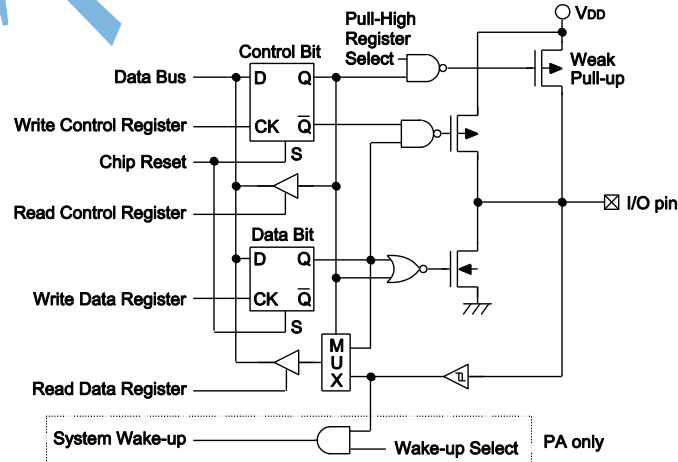 Pull-High
Register
Select
VDD
Control Bit
Weak
Pull-up
Data Bus
D
Q
Write Control Register
CK
Q̅
Chip Reset
S
I/O pin
Read Control Register
Data Bit
D
Q
Write Data Register
CK
Q̅
S
M
U
X
Read Data Register
System Wake-up
Wake-up Select
PA only